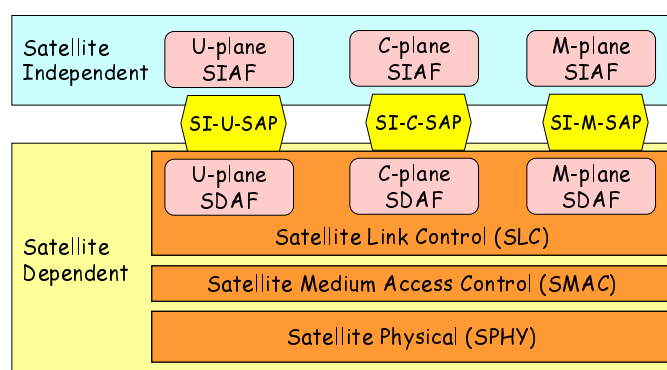 Satellite
Independent
U-plane
SIAF
C-plane
SIAF
M-plane
SIAF
SI-U-SAP
SI-C-SAP
SI-M-SAP
Satellite
Dependent
U-plane
SDAF
C-plane
SDAF
M-plane
SDAF
Satellite Link Control (SLC)
Satellite Medium Access Control (SMAC)
Satellite Physical (SPHY)